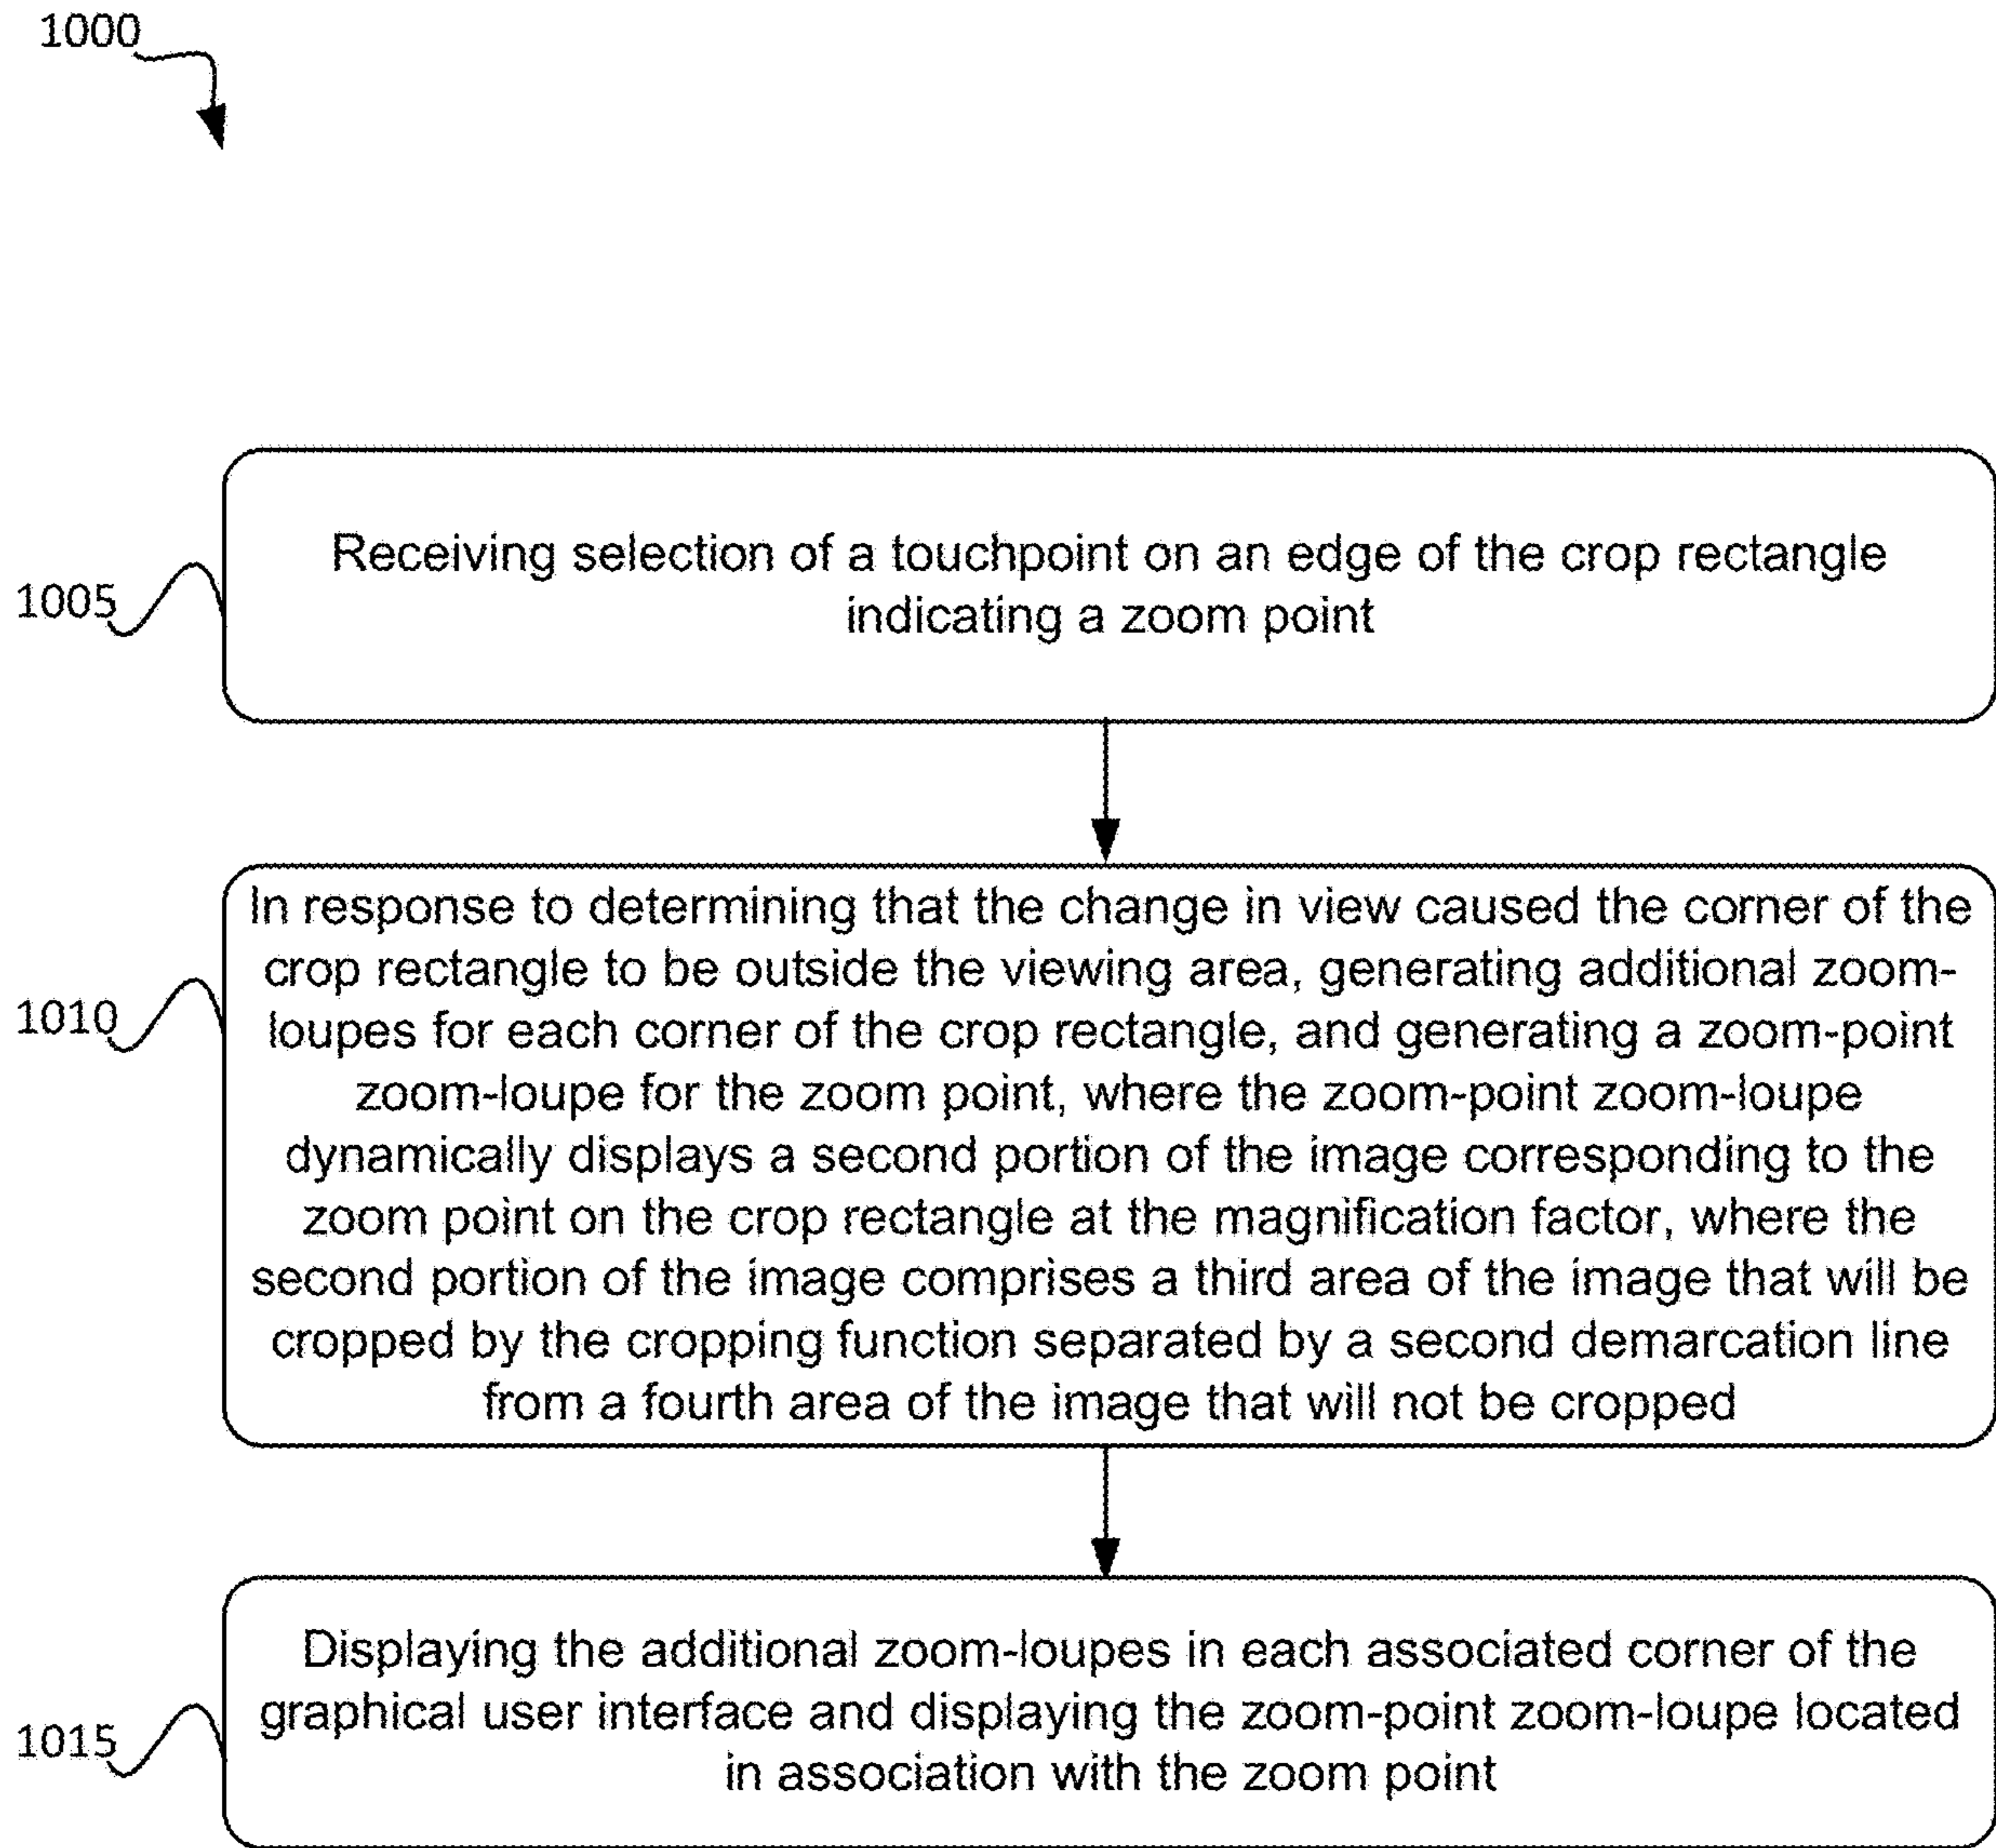 1000
1005
Receiving selection of a touchpoint on an edge of the crop rectangle
indicating a zoom point
1010
In response to determining that the change in view caused the corner of the
crop rectangle to be outside the viewing area, generating additional zoom-
loupes for each corner of the crop rectangle, and generating a zoom-point
zoom-loupe for the zoom point, where the zoom-point zoom-loupe
dynamically displays a second portion of the image corresponding to the
zoom point on the crop rectangle at the magnification factor, where the
second portion of the image comprises a third area of the image that will be
cropped by the cropping function separated by a second demarcation line
from a fourth area of the image that will not be cropped
1015
Displaying the additional zoom-loupes in each associated corner of the
graphical user interface and displaying the zoom-point zoom-loupe located
in association with the zoom point